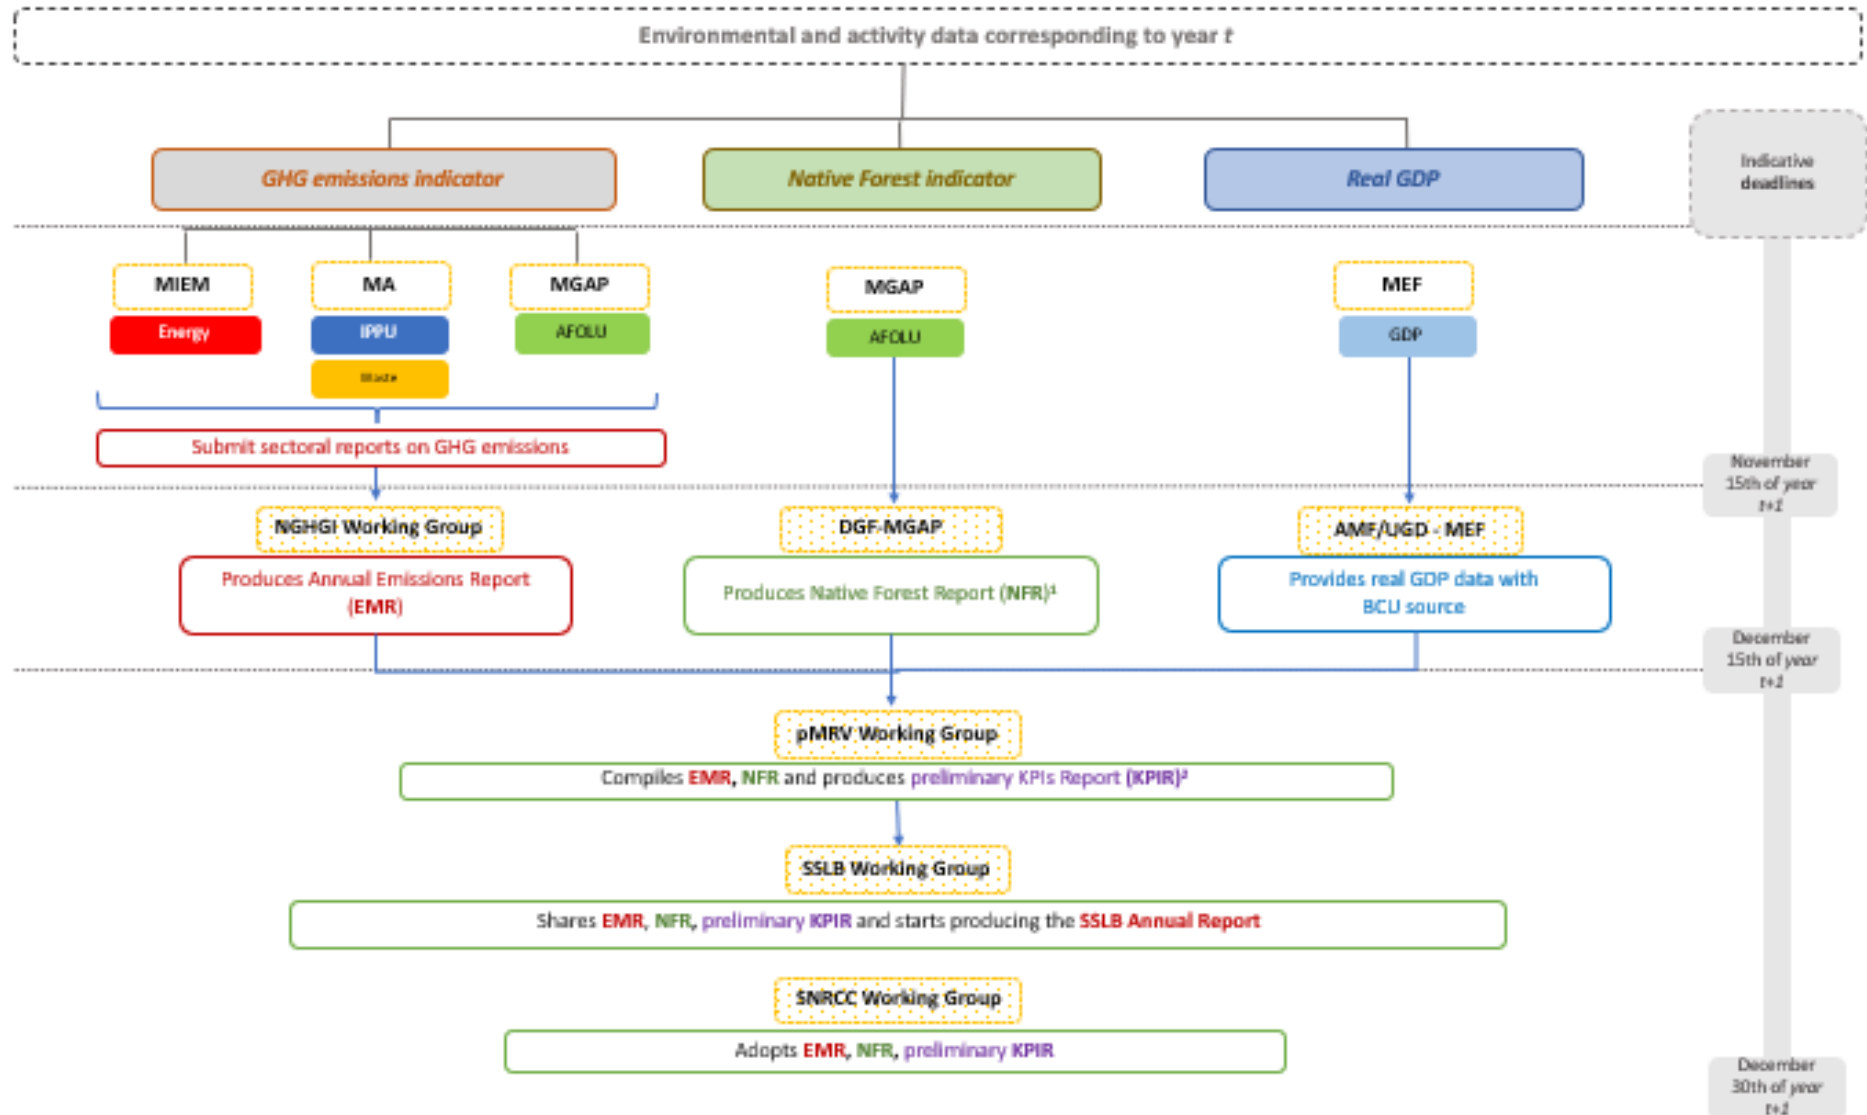 Environmental and activity data corresponding to year t
Indicative
deadlines
GHG emissions indicator
Native Forest indicator
Real GDP
MIEM
MA
MGAP
MGAP
MEF
Energy
IPPU
AFOLU
AFOLU
GDP
Waste
Submit sectoral reports on GHG emissions
November
15th of year
t+1
NGHGI Working Group
DGF-MGAP
AMF/UGD - MEF
Produces Annual Emissions Report
(EMR)
Produces Native Forest Report (NFR)¹
Provides real GDP data with
BCU source
December
15th of year
t+1
pMRV Working Group
Compiles EMR, NFR and produces preliminary KPIs Report (KPIR)²
SSLB Working Group
Shares EMR, NFR, preliminary KPIR and starts producing the SSLB Annual Report
SNRCC Working Group
Adopts EMR, NFR, preliminary KPIR
December
30th of year
t+1